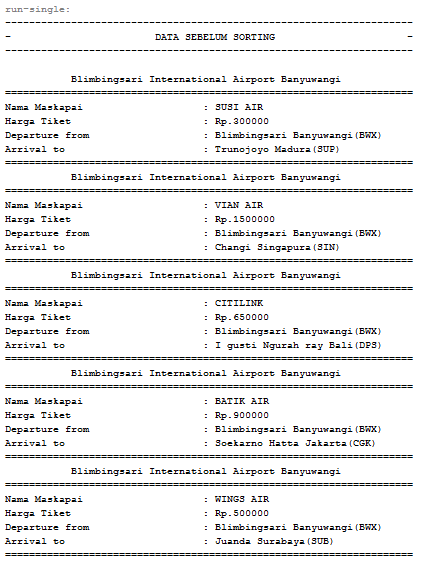 run-single:
--------------------------------------------------------------------
-                        DATA SEBELUM SORTING                      -
--------------------------------------------------------------------
Blimbingsari International Airport Banyuwangi
====================================================================
Nama Maskapai                    : SUSI AIR
Harga Tiket                      : Rp.300000
Departure from                   : Blimbingsari Banyuwangi(BWX)
Arrival to                       : Trunojoyo Madura(SUP)
====================================================================
Blimbingsari International Airport Banyuwangi
====================================================================
Nama Maskapai                    : VIAN AIR
Harga Tiket                      : Rp.1500000
Departure from                   : Blimbingsari Banyuwangi(BWX)
Arrival to                       : Changi Singapura(SIN)
====================================================================
Blimbingsari International Airport Banyuwangi
====================================================================
Nama Maskapai                    : CITILINK
Harga Tiket                      : Rp.650000
Departure from                   : Blimbingsari Banyuwangi(BWX)
Arrival to                       : I gusti Ngurah ray Bali(DPS)
====================================================================
Blimbingsari International Airport Banyuwangi
====================================================================
Nama Maskapai                    : BATIK AIR
Harga Tiket                      : Rp.900000
Departure from                   : Blimbingsari Banyuwangi(BWX)
Arrival to                       : Soekarno Hatta Jakarta(CGK)
====================================================================
Blimbingsari International Airport Banyuwangi
====================================================================
Nama Maskapai                    : WINGS AIR
Harga Tiket                      : Rp.500000
Departure from                   : Blimbingsari Banyuwangi(BWX)
Arrival to                       : Juanda Surabaya(SUB)
====================================================================